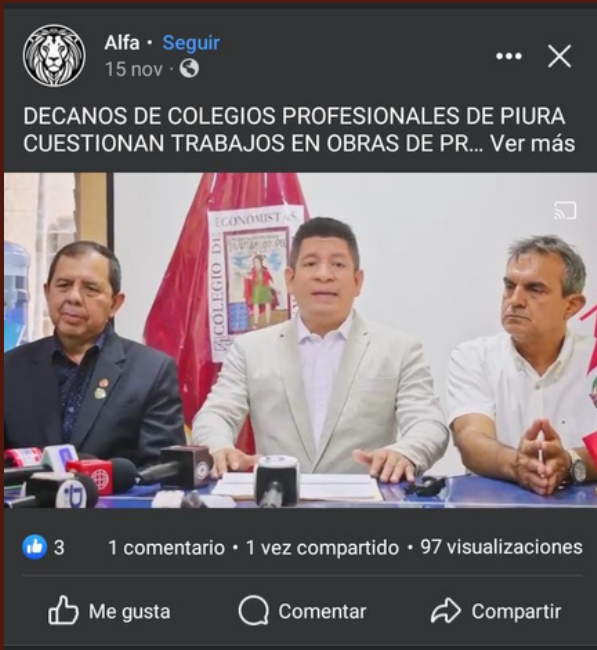 Alfa • Seguir
15 nov ·
DECANOS DE COLEGIOS PROFESIONALES DE PIURA
CUESTIONAN TRABAJOS EN OBRAS DE PR... Ver más
ECONOMISTAS
COLEGIO DE
3
1 comentario • 1 vez compartido • 97 visualizaciones
Me gusta
Comentar
Compartir